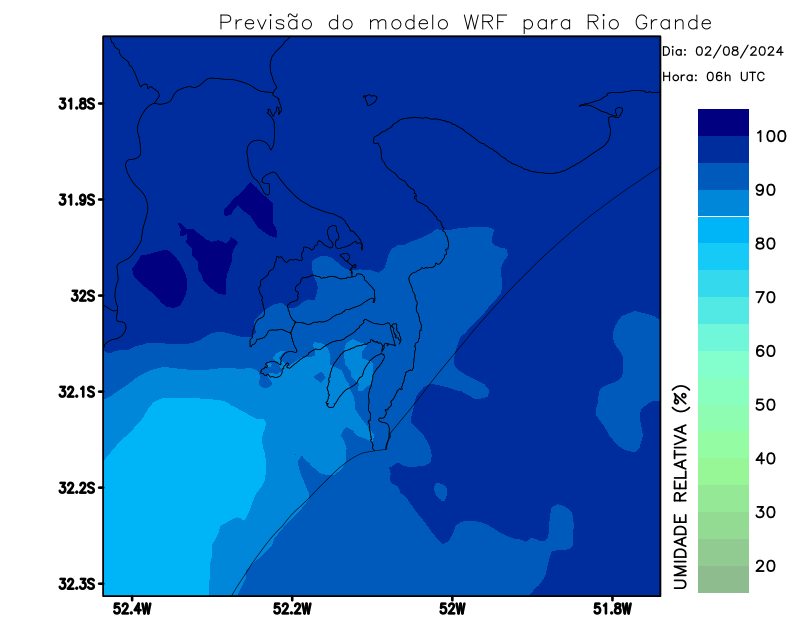 Previsão do modelo WRF para Rio Grande
Dia: 02/08/2024
Hora: 06h UTC
31.8S
31.9S
32S
32.1S
32.2S
32.3S
52.4W
52.2W
52W
51.8W
UMIDADE RELATIVA (%)
100
90
80
70
60
50
40
30
20